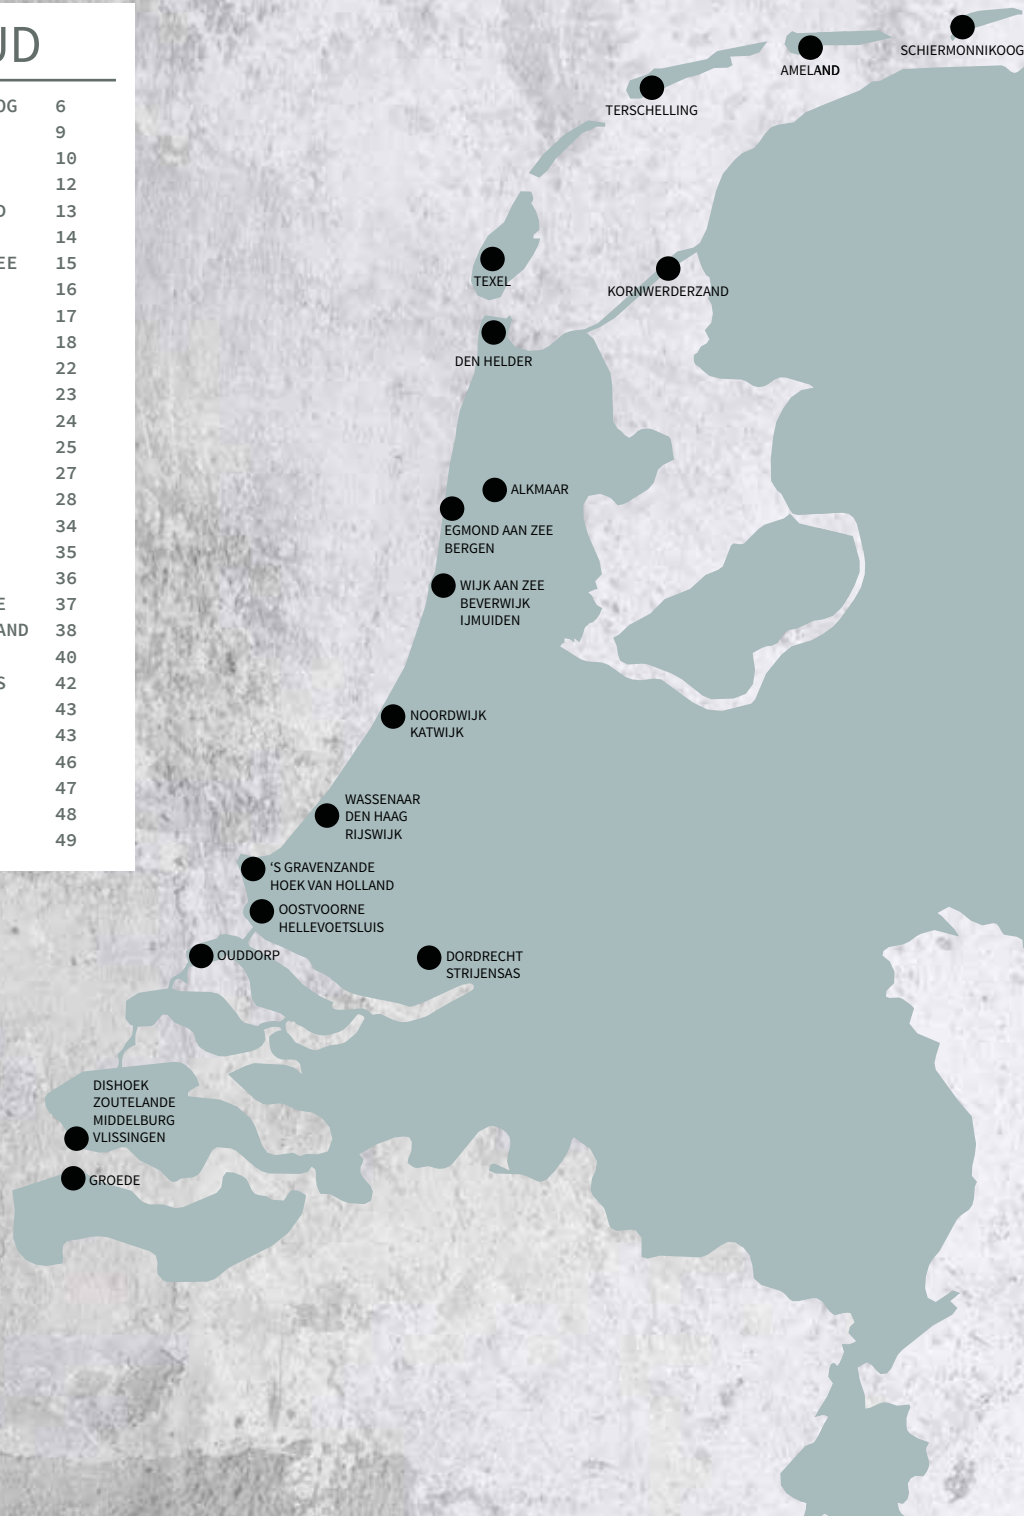 UD
OG 6
9
10
12
D 13
14
EE 15
16
17
18
22
23
24
25
27
28
34
35
36
E 37
AND 38
40
S 42
43
43
46
47
48
49
SCHIERMONNIKOOG
AMELAND
TERSCHELLING
TEXEL
KORNWERDERZAND
DEN HELDER
ALKMAAR
EGMOND AAN ZEE
BERGEN
WIJK AAN ZEE
BEVERWIJK
IJMUIDEN
NOORDWIJK
KATWIJK
WASSENAAR
DEN HAAG
RIJSWIJK
‘S GRAVENZANDE
HOEK VAN HOLLAND
OOSTVOORNE
HELLEVOETSLUIS
OUDDORP
DORDRECHT
STRIJENSAS
DISHOEK
ZOUTELANDE
MIDDELBURG
VLISSINGEN
GROEDE